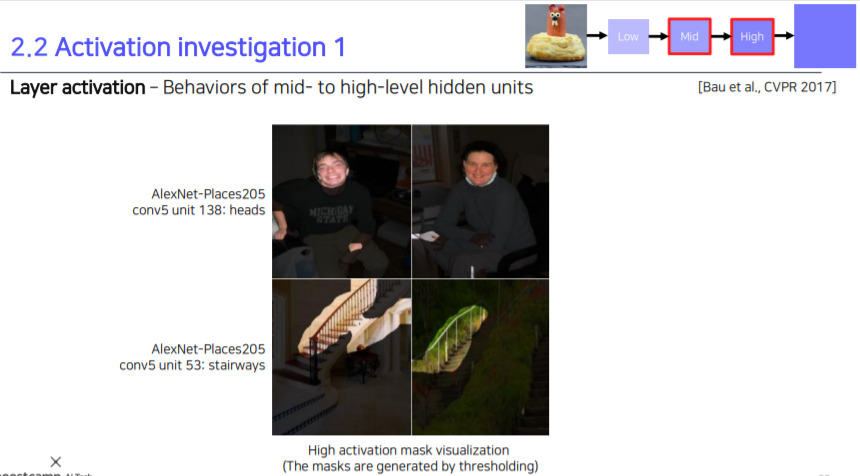 2.2 Activation investigation 1
Low
Mid
High
Layer activation – Behaviors of mid- to high-level hidden units
[Bau et al., CVPR 2017]
AlexNet-Places205
conv5 unit 138: heads
MICHIGAN
STATE
AlexNet-Places205
conv5 unit 53: stairways
High activation mask visualization
(The masks are generated by thresholding)